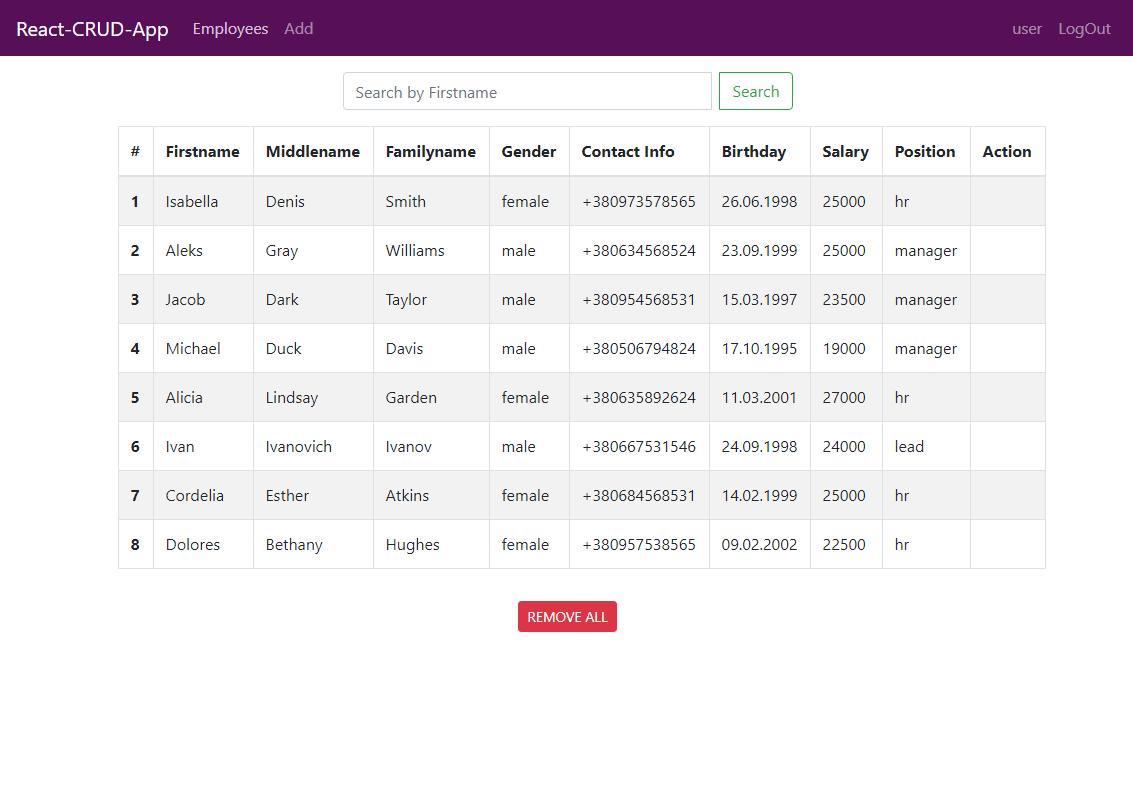 React-CRUD-App Employees Add user LogOut
Search by Firstname Search
# Firstname Middlename Familyname Gender Contact Info Birthday Salary Position Action
1 Isabella Denis Smith female +380973578565 26.06.1998 25000 hr
2 Aleks Gray Williams male +380634568524 23.09.1999 25000 manager
3 Jacob Dark Taylor male +380954568531 15.03.1997 23500 manager
4 Michael Duck Davis male +380506794824 17.10.1995 19000 manager
5 Alicia Lindsay Garden female +380635892624 11.03.2001 27000 hr
6 Ivan Ivanovich Ivanov male +380667531546 24.09.1998 24000 lead
7 Cordelia Esther Atkins female +380684568531 14.02.1999 25000 hr
8 Dolores Bethany Hughes female +380957538565 09.02.2002 22500 hr
REMOVE ALL